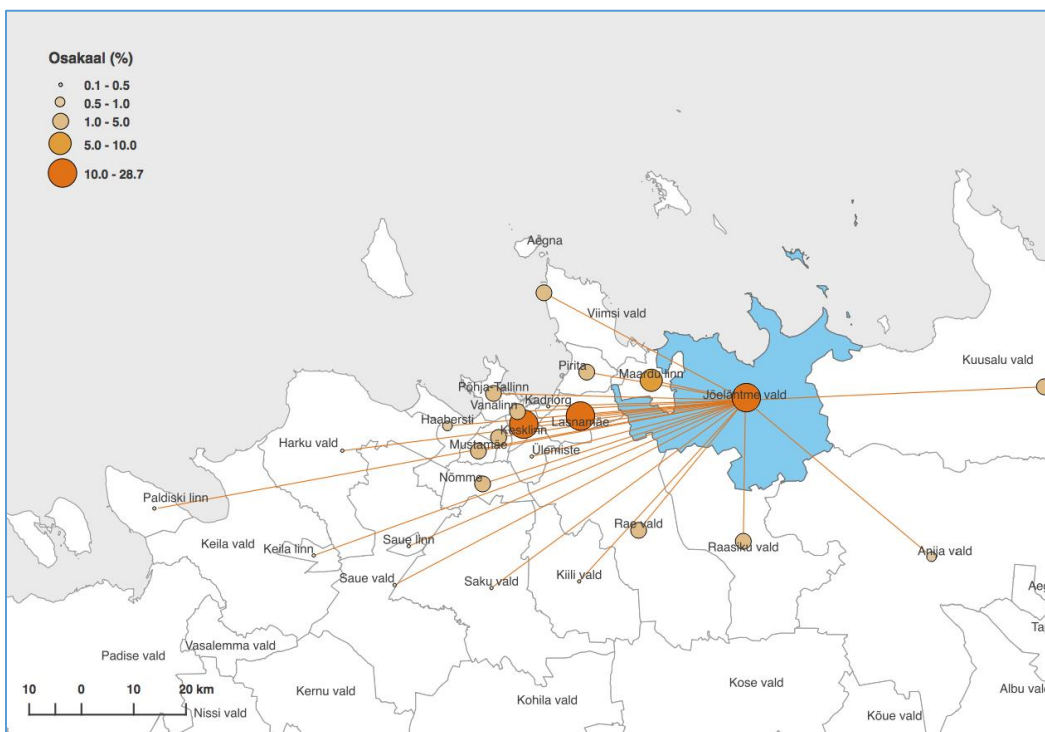 Osakaal (%)
0.1 - 0.5
0.5 - 1.0
1.0 - 5.0
5.0 - 10.0
10.0 - 28.7
Aegna
Viimsi vald
Kuusalu vald
Pirita
Maardu linn
Põhja-Tallinn
Jõelähtme vald
Kadriorg
Vanalinn
Haabersti
Lasnamäe
Kesklinn
Harku vald
Mustamäe
Ülemiste
Nõmme
Paldiski linn
Rae vald
Saue linn
Keila vald
Keila linn
Raasiku vald
Anija vald
Saue vald
Saku vald
Kiili vald
Aeg
Ta
Vasalemma vald
Padise vald
Kernu vald
Kohila vald
Kose vald
Albu vald
Nissi vald
Kõue vald
10 0 10 20 km